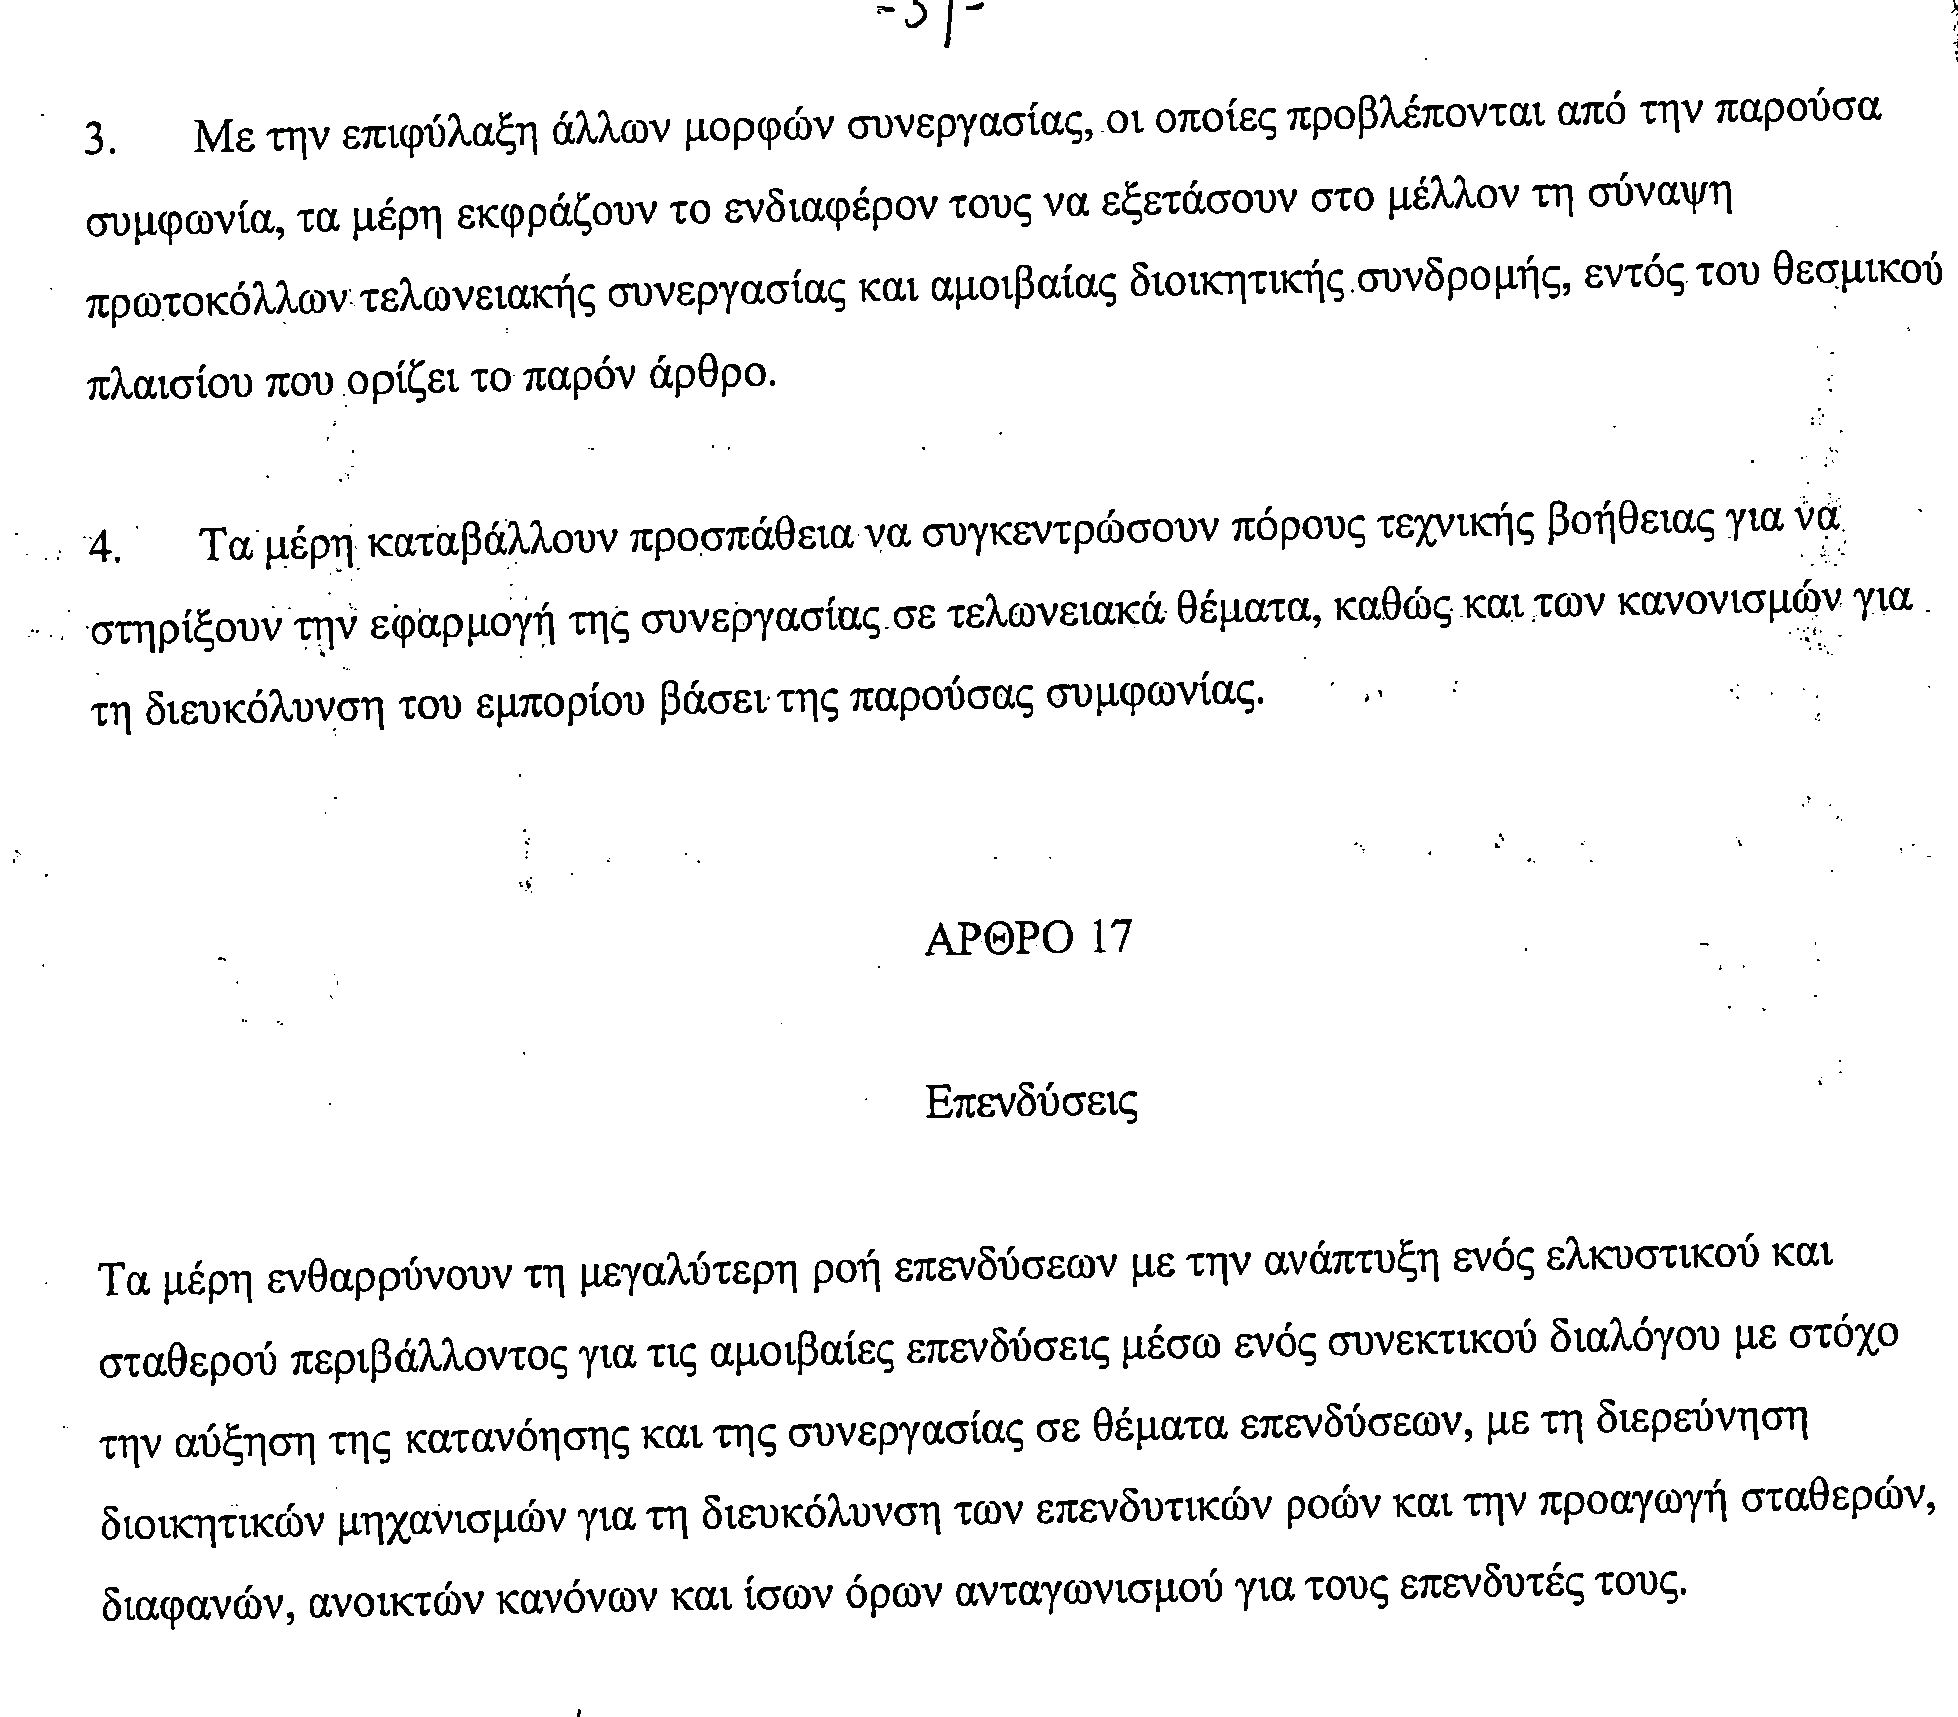 3. Με την επιφύλαξη άλλων μορφών συνεργασίας, οι οποίες προβλέπονται από την παρούσα
συμφωνία, τα μέρη εκφράζουν το ενδιαφέρον τους να εξετάσουν στο μέλλον τη σύναψη
πρωτοκόλλων τελωνειακής συνεργασίας και αμοιβαίας διοικητικής συνδρομής, εντός του θεσμικού
πλαισίου που ορίζει το παρόν άρθρο.
4. Τα μέρη καταβάλλουν προσπάθεια να συγκεντρώσουν πόρους τεχνικής βοήθειας για να
στηρίξουν την εφαρμογή της συνεργασίας σε τελωνειακά θέματα, καθώς και των κανονισμών για
τη διευκόλυνση του εμπορίου βάσει της παρούσας συμφωνίας.
ΑΡΘΡΟ 17
Επενδύσεις
Τα μέρη ενθαρρύνουν τη μεγαλύτερη ροή επενδύσεων με την ανάπτυξη ενός ελκυστικού και
σταθερού περιβάλλοντος για τις αμοιβαίες επενδύσεις μέσω ενός συνεκτικού διαλόγου με στόχο
την αύξηση της κατανόησης και της συνεργασίας σε θέματα επενδύσεων, με τη διερεύνηση
διοικητικών μηχανισμών για τη διευκόλυνση των επενδυτικών ροών και την προαγωγή σταθερών,
διαφανών, ανοικτών κανόνων και ίσων όρων ανταγωνισμού για τους επενδυτές τους.